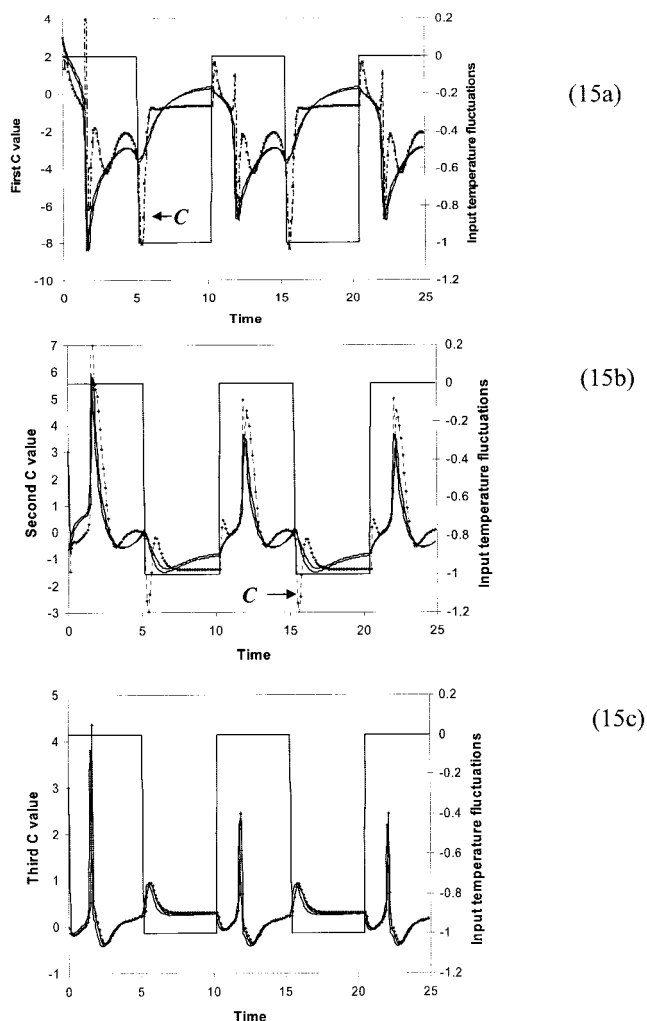 (15a)
4
2
0
-2
-4
-6
-8
-10
First C value
0.2
0
-0.2
-0.4
-0.6
-0.8
-1
-1.2
Input temperature fluctuations
C
0 5 10 15 20 25
Time
(15b)
7
6
5
4
3
2
1
0
-1
-2
-3
Second C value
0.2
0
-0.2
-0.4
-0.6
-0.8
-1
-1.2
Input temperature fluctuations
C
0 5 10 15 20 25
Time
(15c)
5
4
3
2
1
0
-1
Third C value
0.2
0
-0.2
-0.4
-0.6
-0.8
-1
-1.2
Input temperature fluctuations
0 5 10 15 20 25
Time